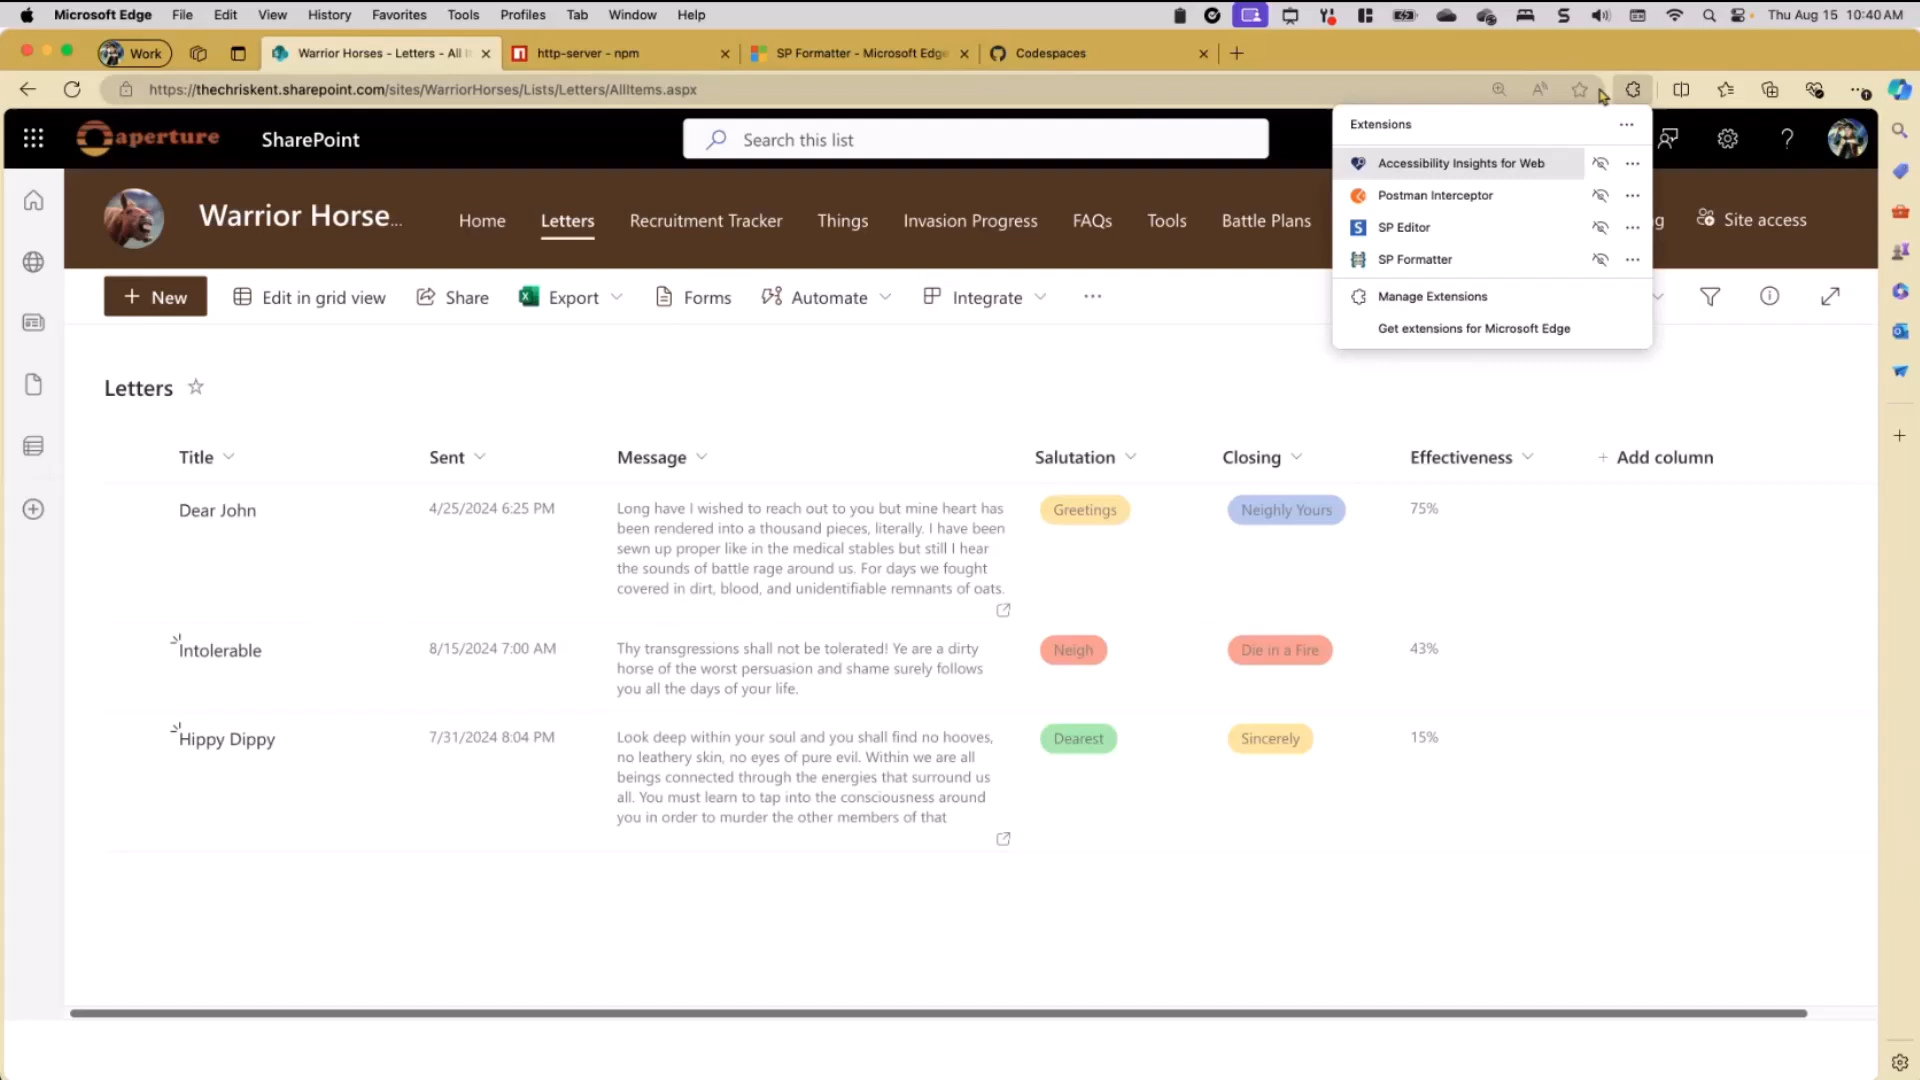 Microsoft Edge File Edit View History Favorites Tools Profiles Tab Window Help Thu Aug 15 10:40 AM
Work Warrior Horses - Letters - All It http-server - npm SP Formatter - Microsoft Edge Codespaces
https://thechriskent.sharepoint.com/sites/WarriorHorses/Lists/Letters/AllItems.aspx
aperture SharePoint Search this list
Extensions
Accessibility Insights for Web
Postman Interceptor
SP Editor
SP Formatter
Manage Extensions
Get extensions for Microsoft Edge
Warrior Horse... Home Letters Recruitment Tracker Things Invasion Progress FAQs Tools Battle Plans g Site access
+ New Edit in grid view Share Export Forms Automate Integrate ...
Letters
Title Sent Message Salutation Closing Effectiveness + Add column
Dear John 4/25/2024 6:25 PM Greetings Neighly Yours 75%
Long have I wished to reach out to you but mine heart has
been rendered into a thousand pieces, literally. I have been
sewn up proper like in the medical stables but still I hear
the sounds of battle rage around us. For days we fought
covered in dirt, blood, and unidentifiable remnants of oats.
Intolerable 8/15/2024 7:00 AM Neigh Die in a Fire 43%
Thy transgressions shall not be tolerated! Ye are a dirty
horse of the worst persuasion and shame surely follows
you all the days of your life.
Hippy Dippy 7/31/2024 8:04 PM Dearest Sincerely 15%
Look deep within your soul and you shall find no hooves,
no leathery skin, no eyes of pure evil. Within we are all
beings connected through the energies that surround us
all. You must learn to tap into the consciousness around
you in order to murder the other members of that